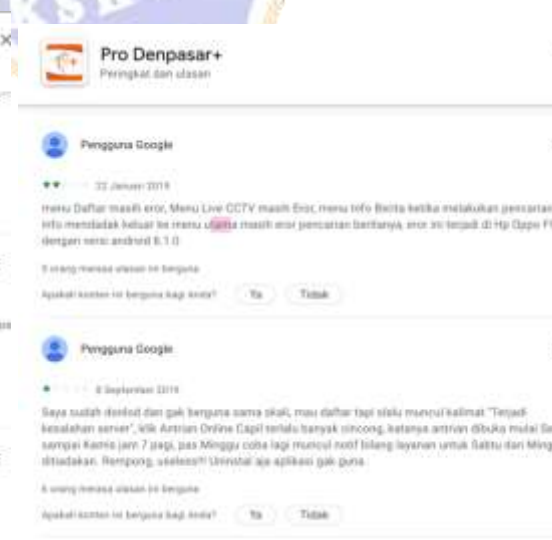 Pro Denpasar+
Peringkat dan ulasan
Pengguna Google
22 Januari 2019
menu Daftar masih eror, Menu Live CCTV masih Eror, menu Info Berita ketika melakukan pencarian
info mendadak keluar ke menu utama masih eror pencarian beritanya, eror ini terjadi di Hp Oppo F
dengan versi android 8.1.0
9 orang merasa ulasan ini berguna
Apakah konten ini berguna bagi Anda? Ya Tidak
Pengguna Google
8 September 2019
Saya sudah donlod dan gak berguna sama skali, mau daftar tapi slalu muncul kalimat "Terjadi
kesalahan server", klik Antrian Online Capil terlalu banyak cincong, katanya antrian dibuka mulai Se
sampai Kamis jam 7 pagi, pas Minggu coba lagi muncul notif bilang layanan untuk Sabtu dan Ming
ditiadakan. Rempong, useless!! Uninstal aja aplikasi gak guna.
6 orang merasa ulasan ini berguna
Apakah konten ini berguna bagi Anda? Ya Tidak